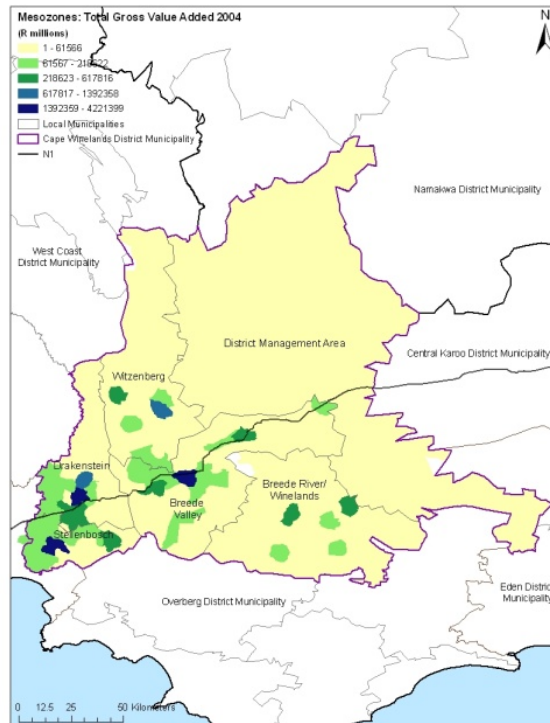 Mesozones: Total Gross Value Added 2004
(R millions)
1 - 61566
61567 - 218622
218623 - 617816
617817 - 1392358
1392359 - 4221399
Local Municipalities
Cape Winelands District Municipality
N1
N
Namakwa District Municipality
West Coast
District Municipality
District Management Area
Central Karoo District Municipality
Witzenberg
Drakenstein
Breede River/
Winelands
Breede
Valley
Stellenbosch
Overberg District Municipality
Eden District
Municipality
0 12.5 25 50 Kilometers